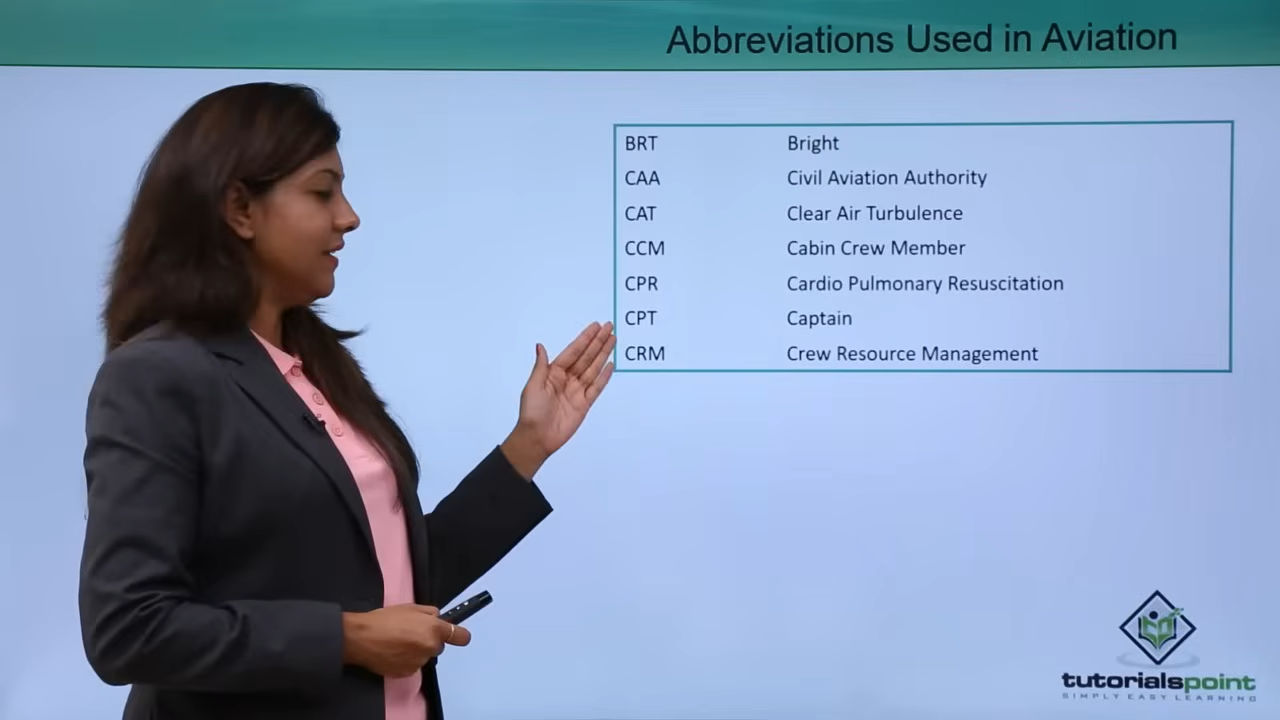 Abbreviations Used in Aviation
BRT Bright
CAA Civil Aviation Authority
CAT Clear Air Turbulence
CCM Cabin Crew Member
CPR Cardio Pulmonary Resuscitation
CPT Captain
CRM Crew Resource Management
tutorialspoint
SIMPLY EASY LEARNING